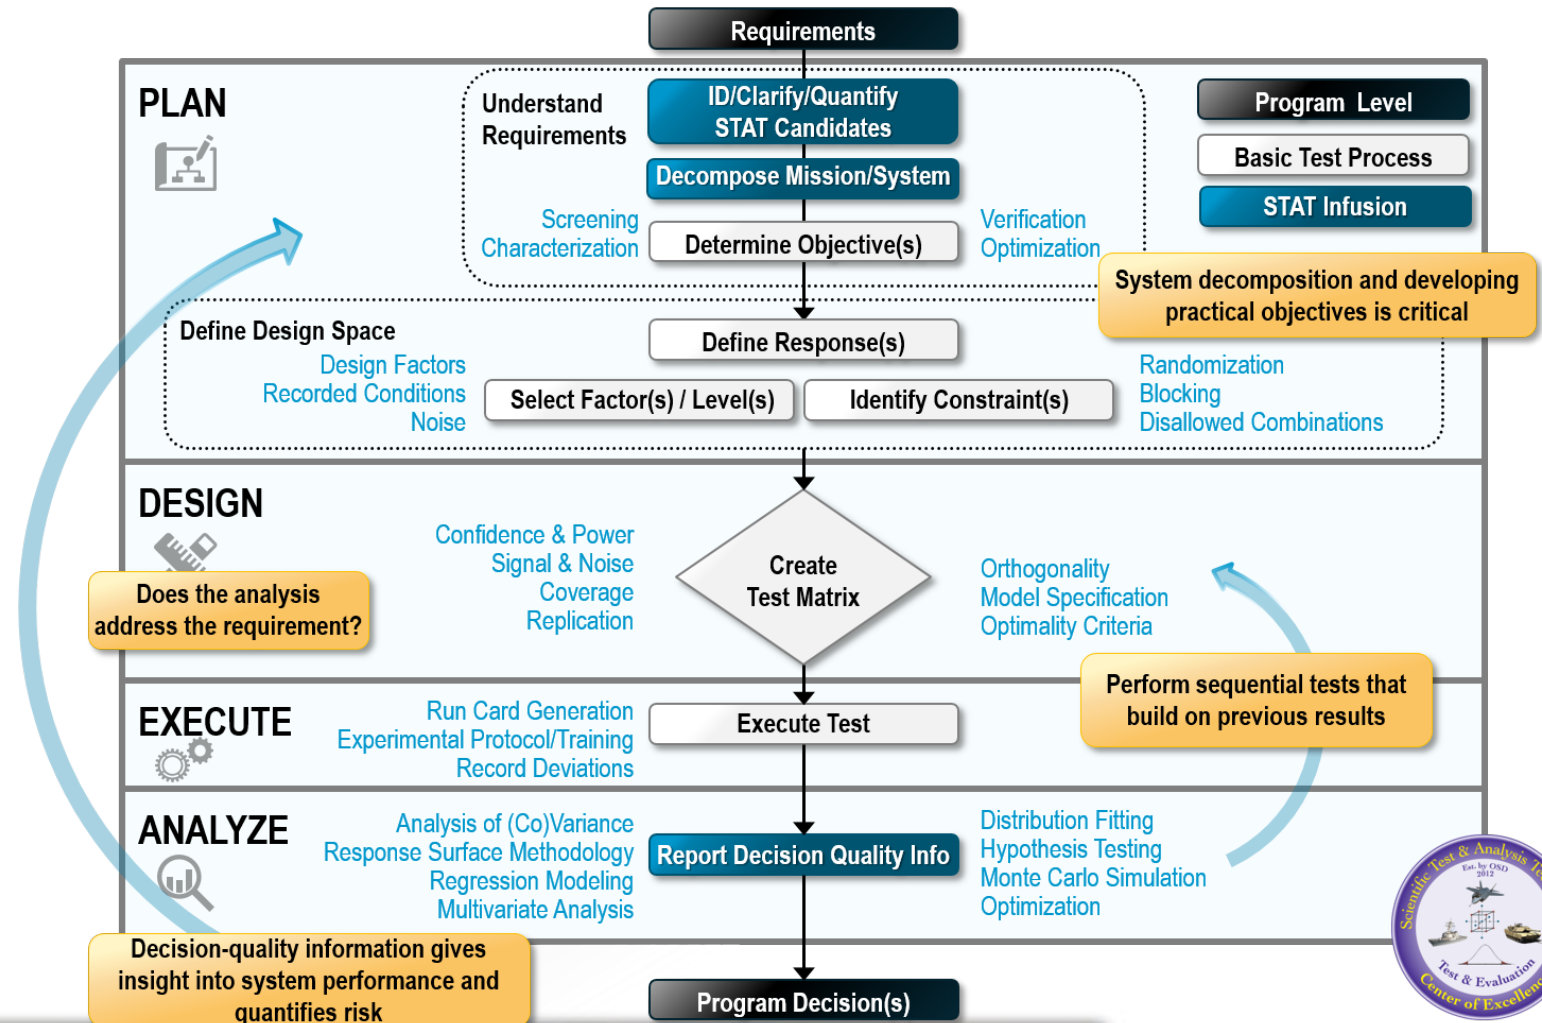 Requirements
PLAN
Understand
Requirements
ID/Clarify/Quantify
STAT Candidates
Decompose Mission/System
Screening
Characterization
Determine Objective(s)
Verification
Optimization
Program Level
Basic Test Process
STAT Infusion
System decomposition and developing
practical objectives is critical
Define Design Space
Design Factors
Recorded Conditions
Noise
Define Response(s)
Select Factor(s) / Level(s)
Identify Constraint(s)
Randomization
Blocking
Disallowed Combinations
DESIGN
Does the analysis
address the requirement?
Confidence & Power
Signal & Noise
Coverage
Replication
Create
Test Matrix
Orthogonality
Model Specification
Optimality Criteria
Perform sequential tests that
build on previous results
EXECUTE
Run Card Generation
Experimental Protocol/Training
Record Deviations
Execute Test
ANALYZE
Analysis of (Co)Variance
Response Surface Methodology
Regression Modeling
Multivariate Analysis
Report Decision Quality Info
Distribution Fitting
Hypothesis Testing
Monte Carlo Simulation
Optimization
Decision-quality information gives
insight into system performance and
quantifies risk
Program Decision(s)
Scientific Test & Analysis
Est. by OSD
2012
Test & Evaluation
Center of